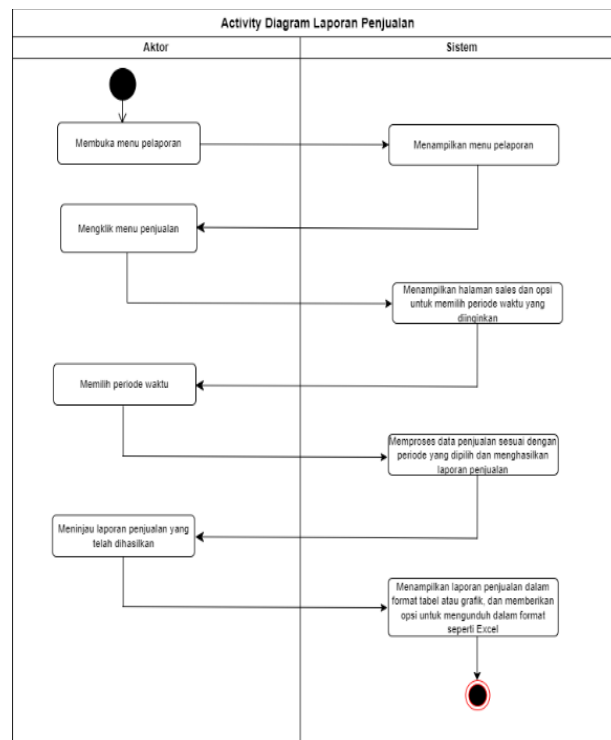 Activity Diagram Laporan Penjualan
Aktor
Sistem
Membuka menu pelaporan
Menampilkan menu pelaporan
Mengklik menu penjualan
Menampilkan halaman sales dan opsi
untuk memilih periode waktu yang
diinginkan
Memilih periode waktu
Memproses data penjualan sesuai dengan
periode yang dipilih dan menghasilkan
laporan penjualan
Meninjau laporan penjualan yang
telah dihasilkan
Menampilkan laporan penjualan dalam
format tabel atau grafik, dan memberikan
opsi untuk mengunduh dalam format
seperti Excel